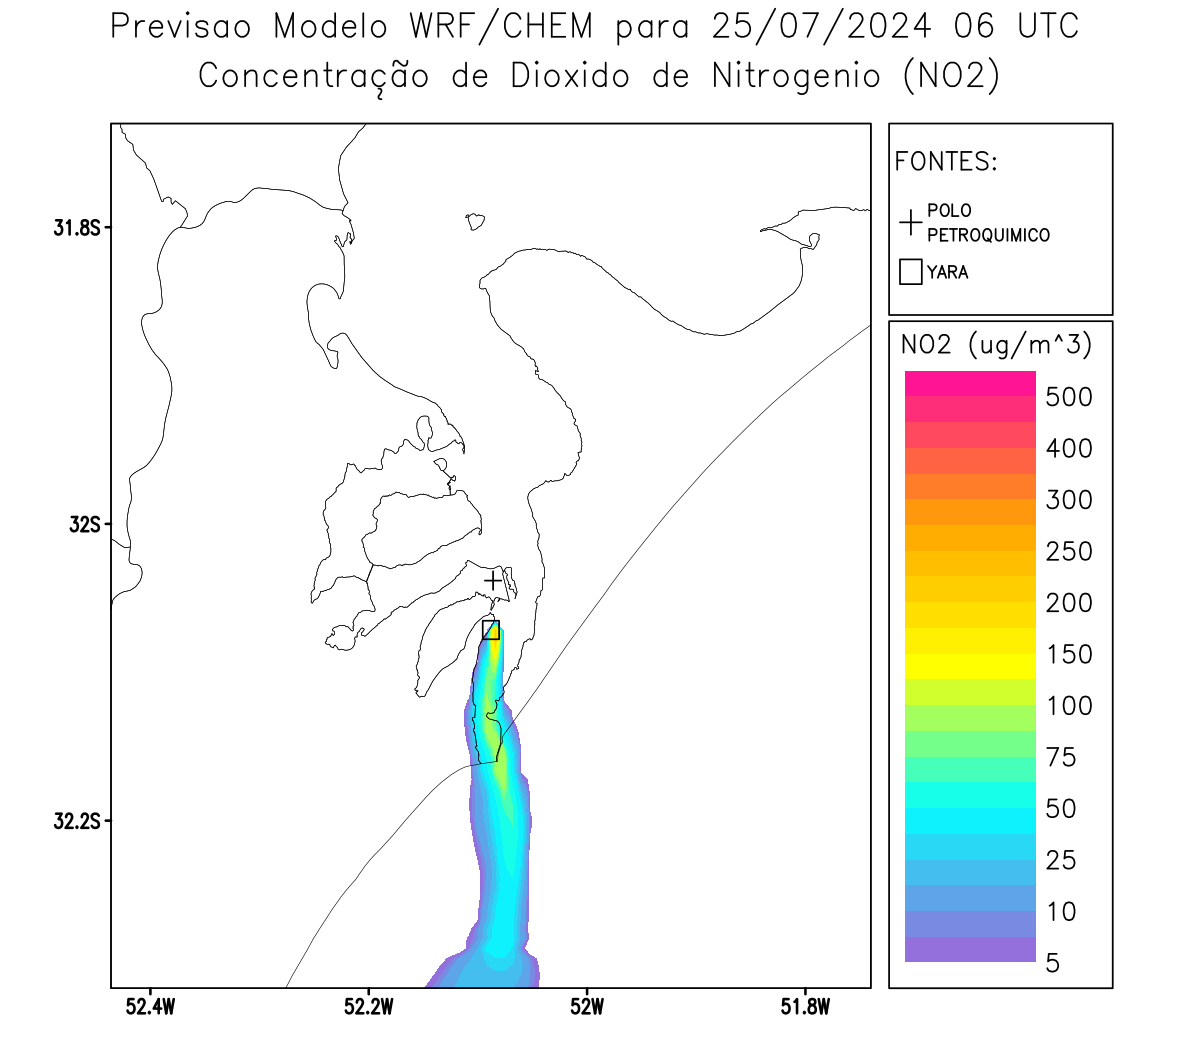 Previsao Modelo WRF/CHEM para 25/07/2024 06 UTC
Concentração de Dioxido de Nitrogenio (NO2)
FONTES:
POLO
PETROQUIMICO
YARA
NO2 (ug/m^3)
500
400
300
250
200
150
100
75
50
25
10
5
31.8S
32S
32.2S
52.4W
52.2W
52W
51.8W